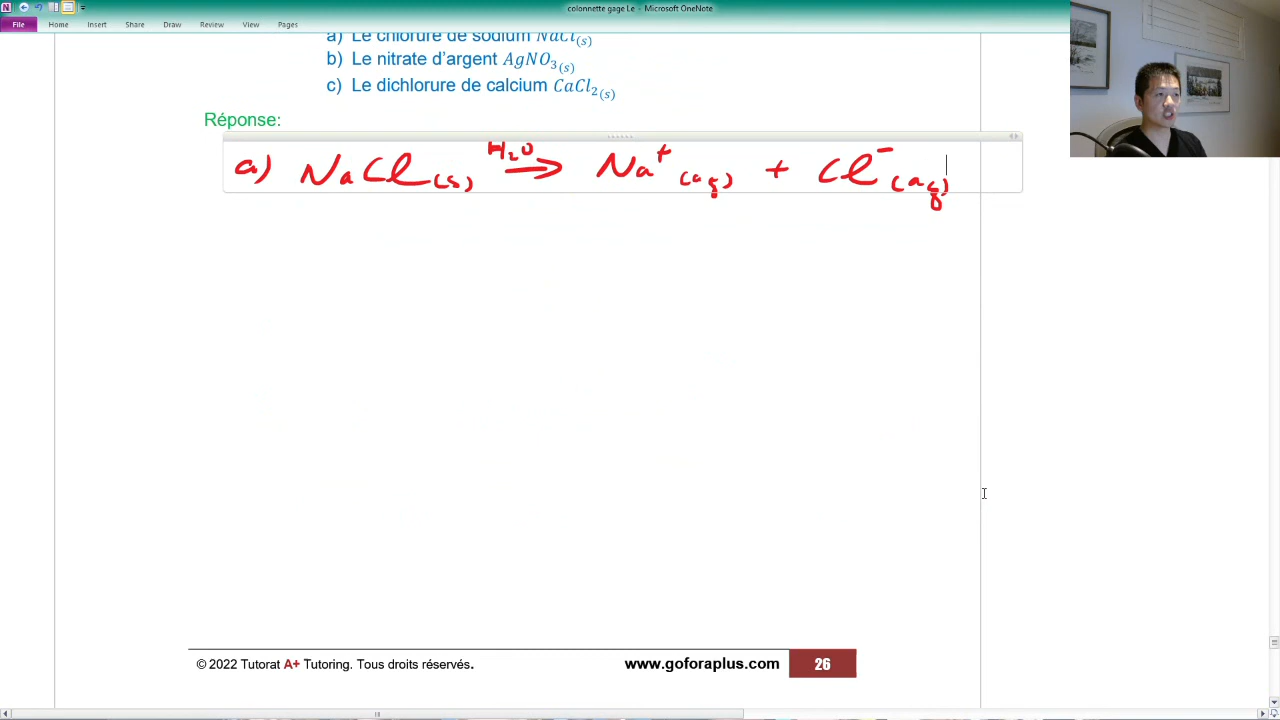 colonnette gage Le - Microsoft OneNote
File Home Insert Share Draw Review View Pages
a) Le chlorure de sodium NaCl(s)
b) Le nitrate d'argent AgNO₃(s)
c) Le dichlorure de calcium CaCl₂(s)
Réponse:
a) NaCl(s) H₂O → Na⁺(aq) + Cl⁻(aq)
© 2022 Tutorat A+ Tutoring. Tous droits réservés.
www.goforaplus.com 26